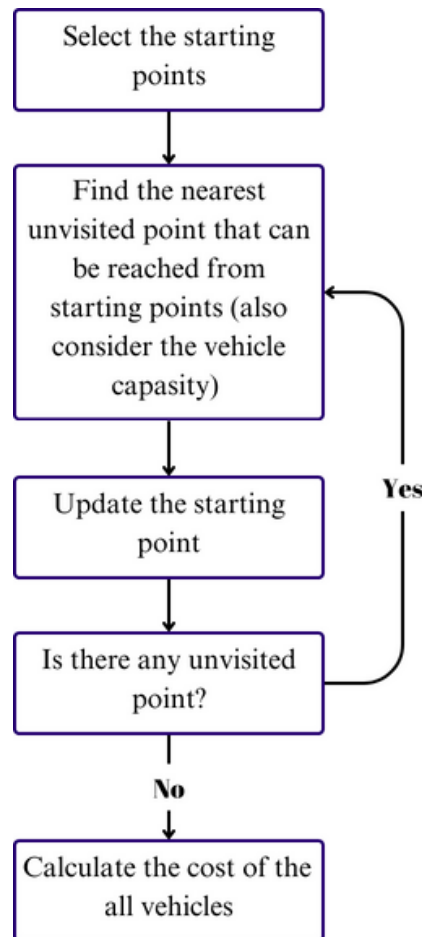 Select the starting
points
Find the nearest
unvisited point that can
be reached from
starting points (also
consider the vehicle
capasity)
Update the starting
point
Yes
Is there any unvisited
point?
No
Calculate the cost of the
all vehicles